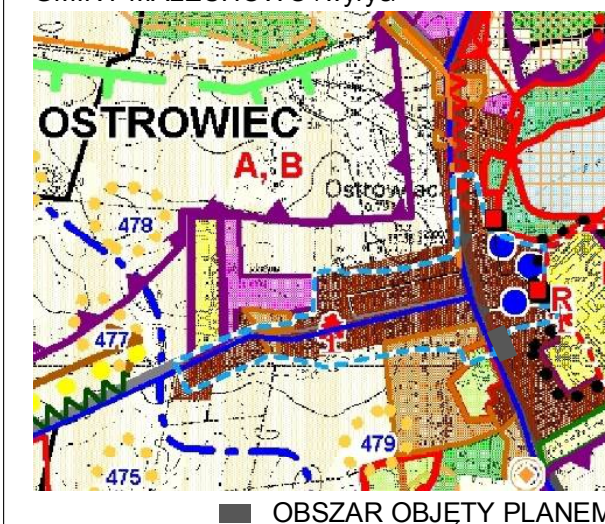 OSTROWIEC
A, B
Ostrowiec
478
477
R
479
475
OBSZAR OBJĘTY PLANEM